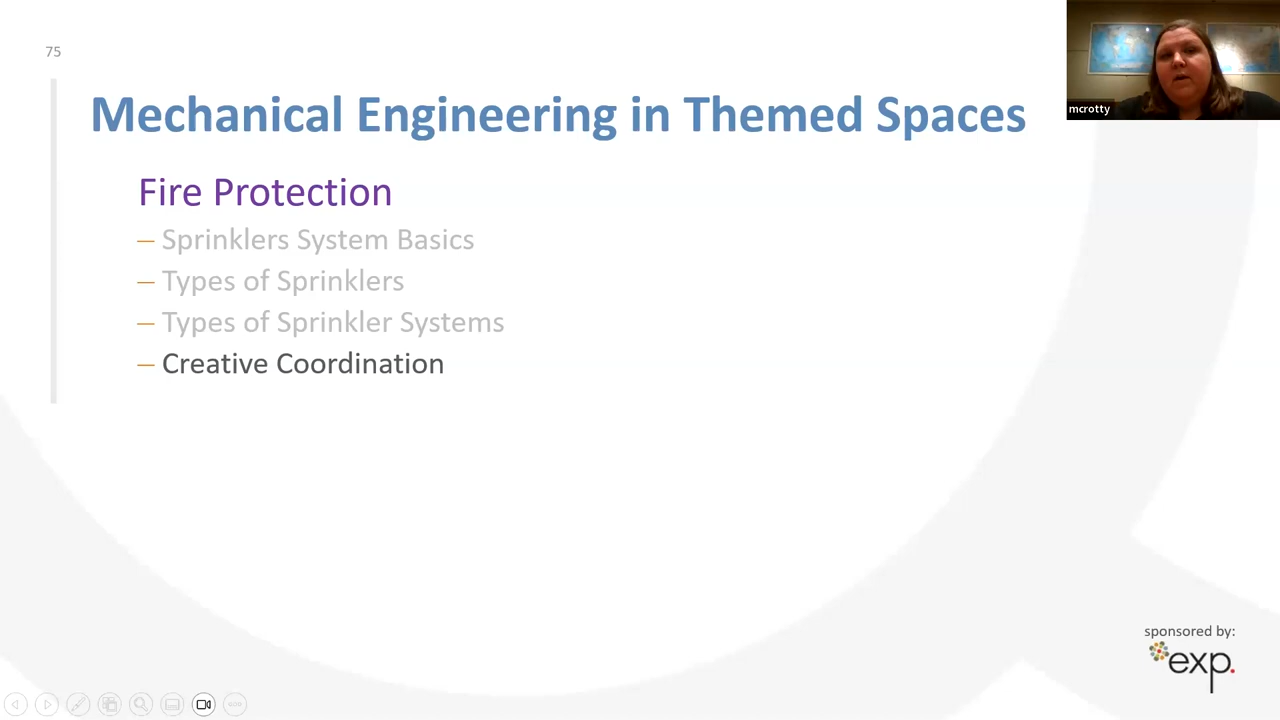 75
Mechanical Engineering in Themed Spaces
mcrotty
Fire Protection
– Sprinklers System Basics
– Types of Sprinklers
– Types of Sprinkler Systems
– Creative Coordination
sponsored by:
exp.